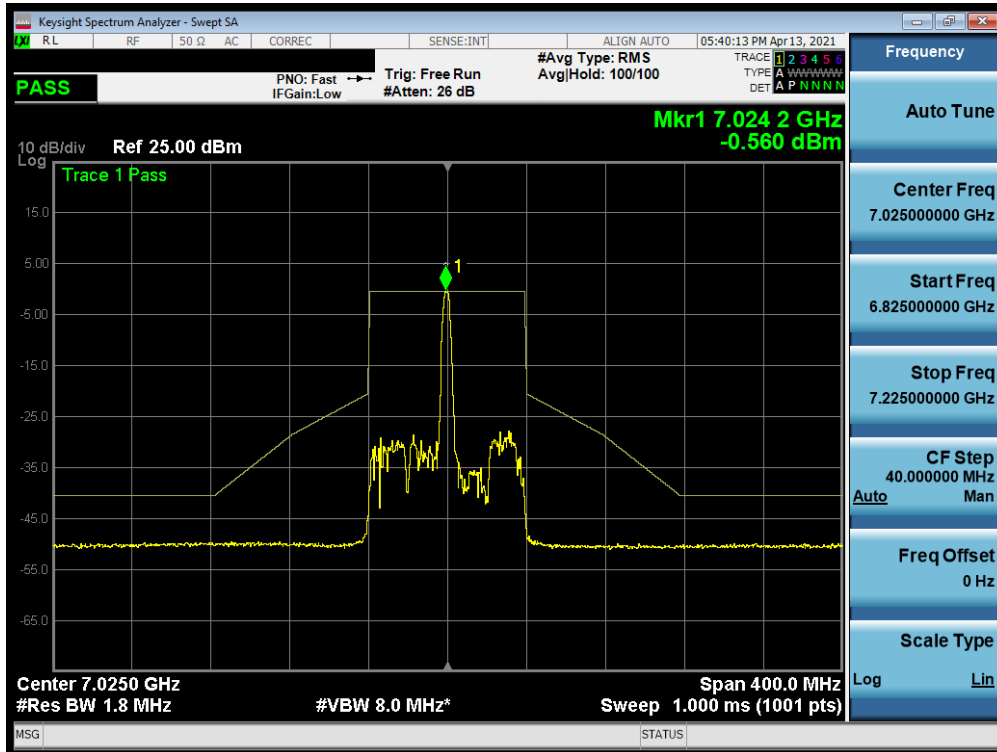 Keysight Spectrum Analyzer - Swept SA
LXI RL RF 50 Ω AC CORREC SENSE:INT ALIGN AUTO 05:40:13 PM Apr 13, 2021
PASS
PNO: Fast
IFGain:Low
Trig: Free Run
#Atten: 26 dB
#Avg Type: RMS
Avg|Hold: 100/100
TRACE 1 2 3 4 5 6
TYPE A WWWWW
DET A P N N N N
Mkr1 7.024 2 GHz
-0.560 dBm
10 dB/div Ref 25.00 dBm
Log
Trace 1 Pass
1
15.0
5.00
-5.00
-15.0
-25.0
-35.0
-45.0
-55.0
-65.0
Center 7.0250 GHz Span 400.0 MHz
#Res BW 1.8 MHz #VBW 8.0 MHz* Sweep 1.000 ms (1001 pts)
MSG STATUS
Frequency
Auto Tune
Center Freq
7.025000000 GHz
Start Freq
6.825000000 GHz
Stop Freq
7.225000000 GHz
CF Step
40.000000 MHz
Auto Man
Freq Offset
0 Hz
Scale Type
Log Lin